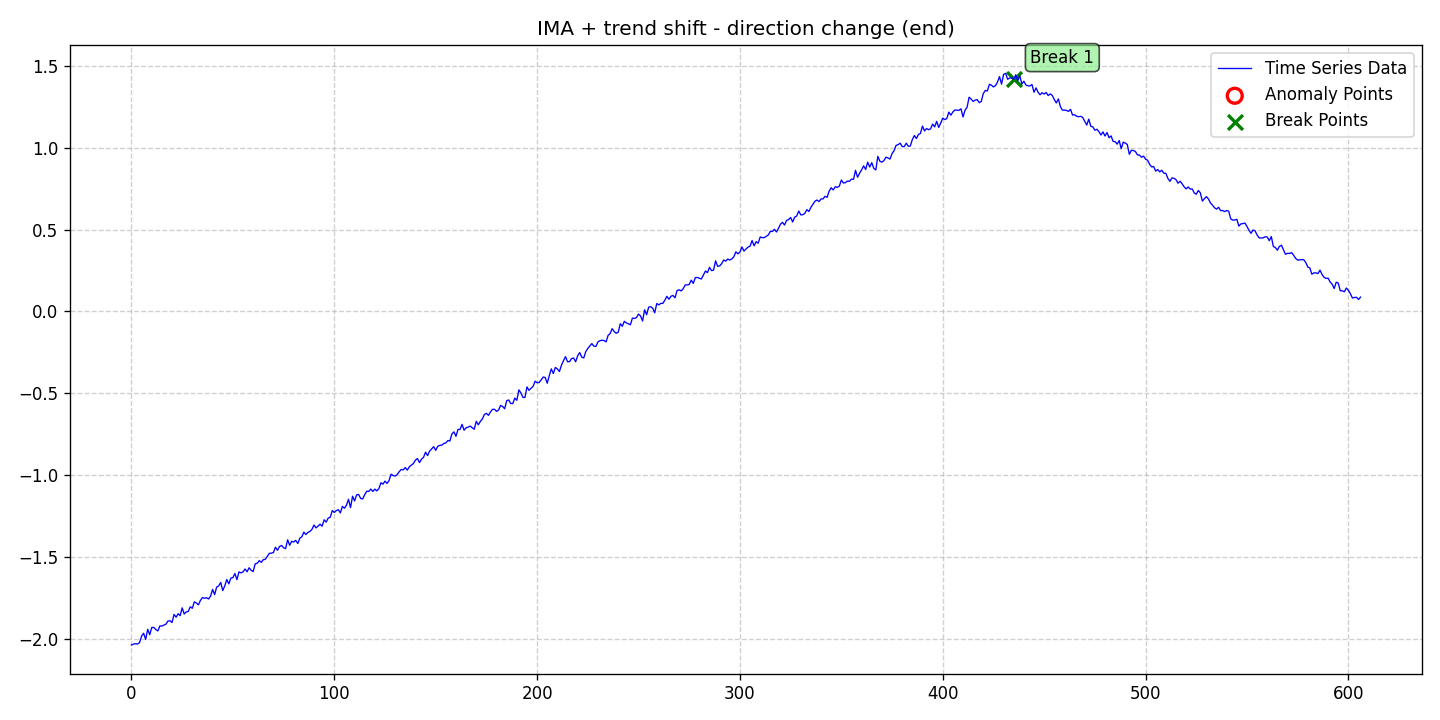 IMA + trend shift - direction change (end)
Break 1
Time Series Data
Anomaly Points
Break Points
1.5
1.0
0.5
0.0
−0.5
−1.0
−1.5
−2.0
0 100 200 300 400 500 600